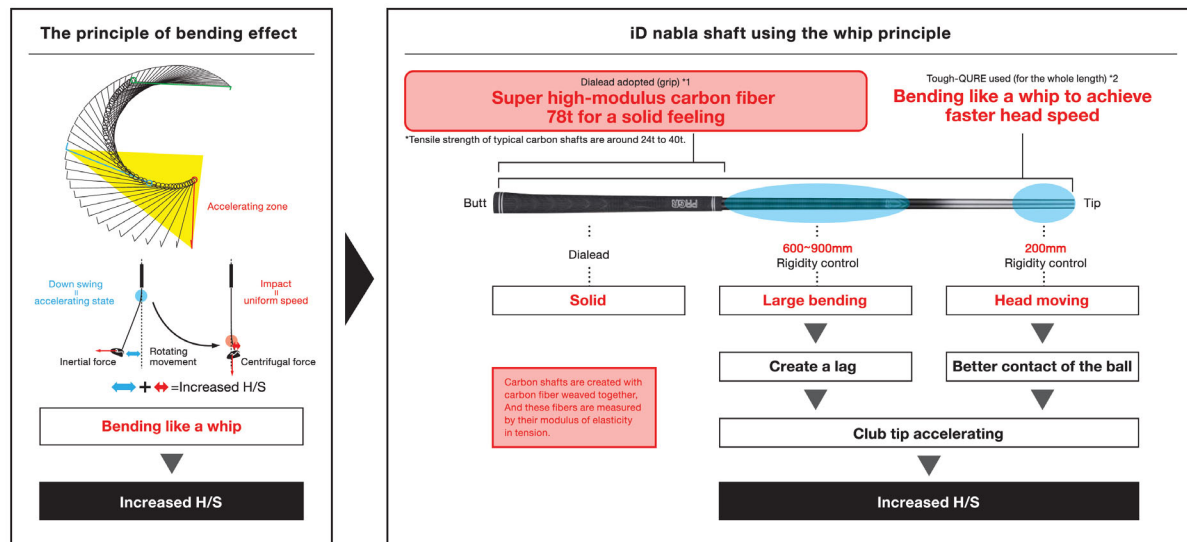 The principle of bending effect
Accelerating zone
Down swing
=
accelerating state
Impact
=
uniform speed
Inertial force
Rotating
movement
Centrifugal force
+ =Increased H/S
Bending like a whip
Increased H/S
iD nabla shaft using the whip principle
Dialead adopted (grip) *1
Super high-modulus carbon fiber
78t for a solid feeling
*Tensile strength of typical carbon shafts are around 24t to 40t.
Tough-QURE used (for the whole length) *2
Bending like a whip to achieve
faster head speed
Butt
PRGR
Tip
Dialead
600~900mm
Rigidity control
200mm
Rigidity control
Solid
Large bending
Head moving
Create a lag
Better contact of the ball
Carbon shafts are created with
carbon fiber weaved together,
And these fibers are measured
by their modulus of elasticity
in tension.
Club tip accelerating
Increased H/S